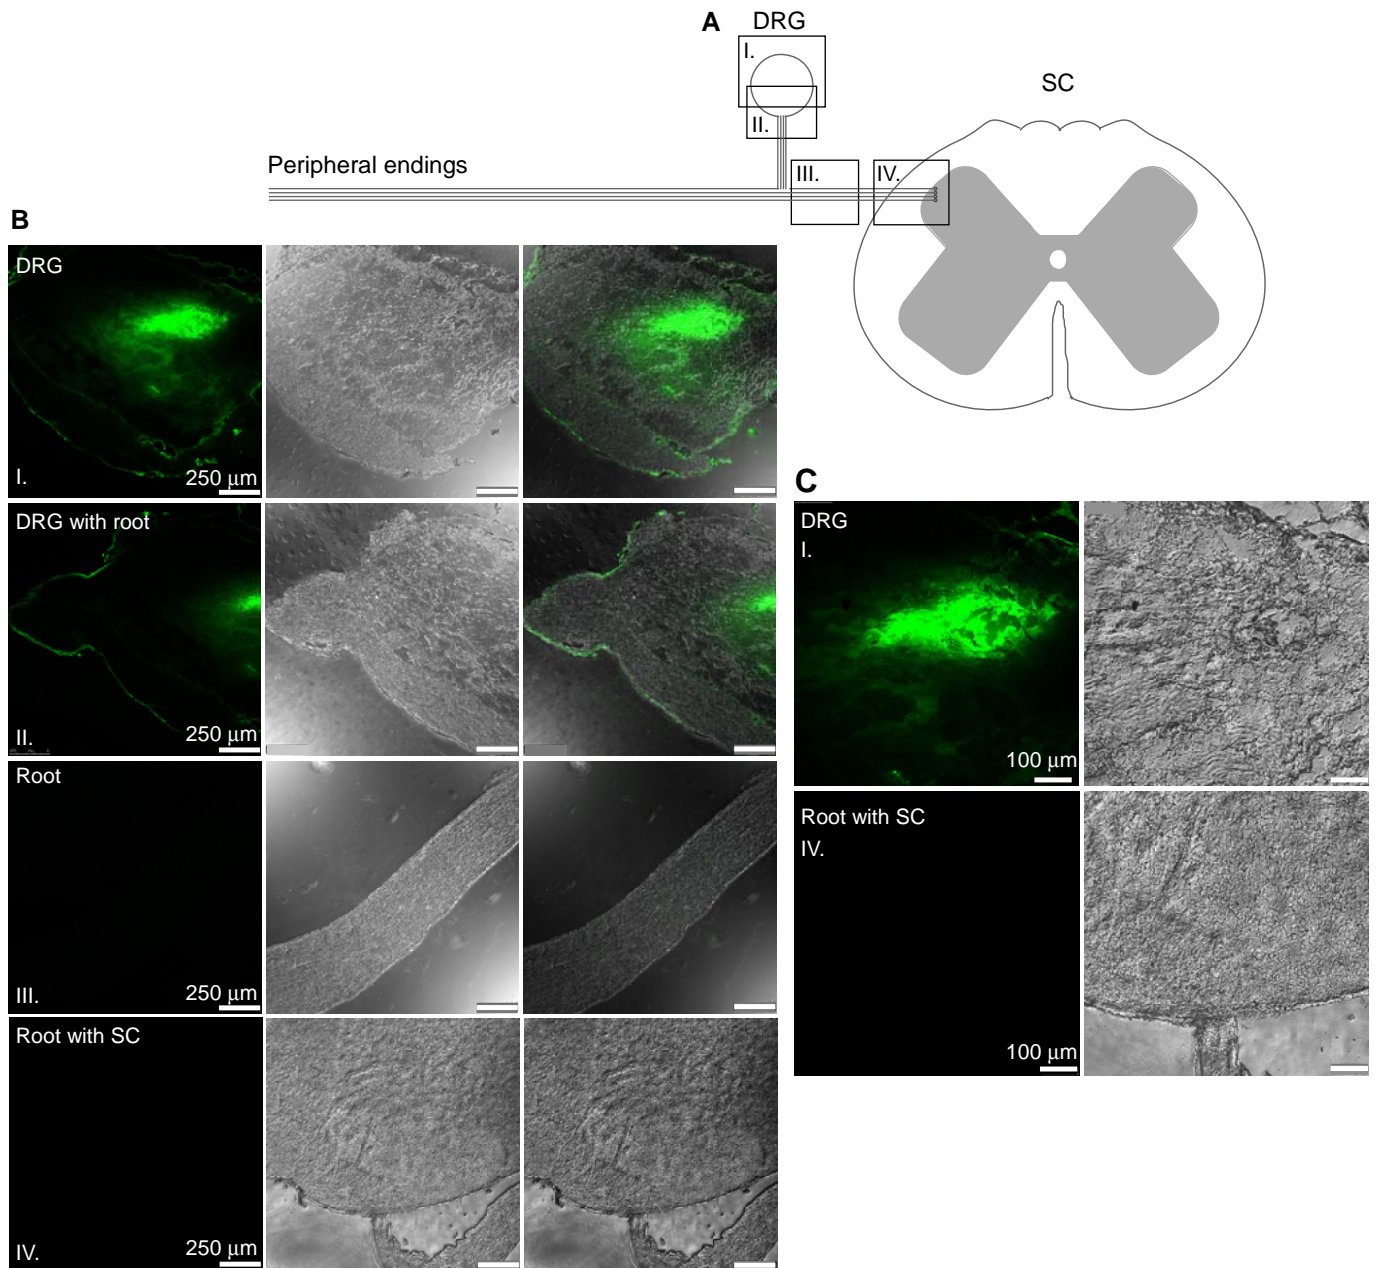 A
DRG
I.
II.
SC
Peripheral endings
III.
IV.
B
DRG
I.
250 µm
DRG with root
II.
250 µm
Root
III.
250 µm
Root with SC
IV.
250 µm
C
DRG
I.
100 µm
Root with SC
IV.
100 µm